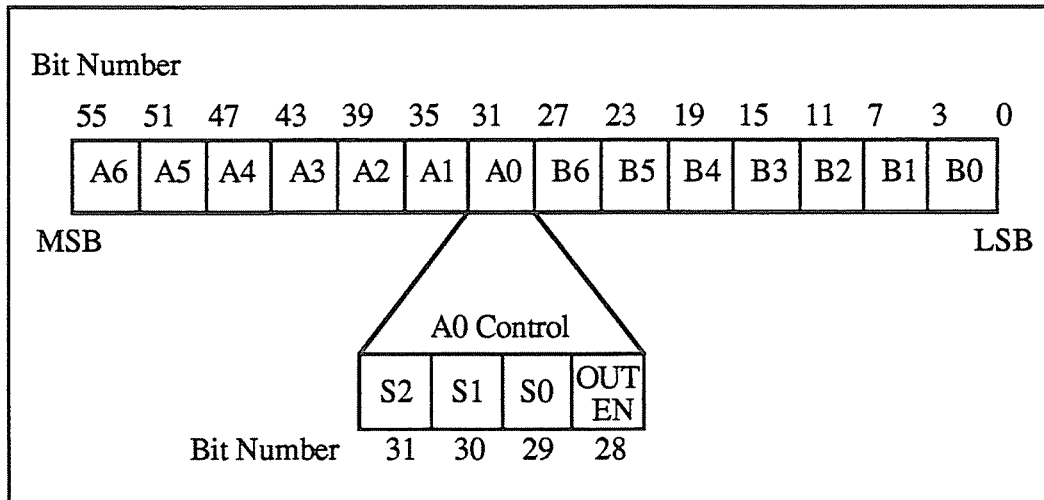 Bit Number
55 51 47 43 39 35 31 27 23 19 15 11 7 3 0
A6 A5 A4 A3 A2 A1 A0 B6 B5 B4 B3 B2 B1 B0
MSB LSB
A0 Control
S2 S1 S0 OUT EN
Bit Number 31 30 29 28